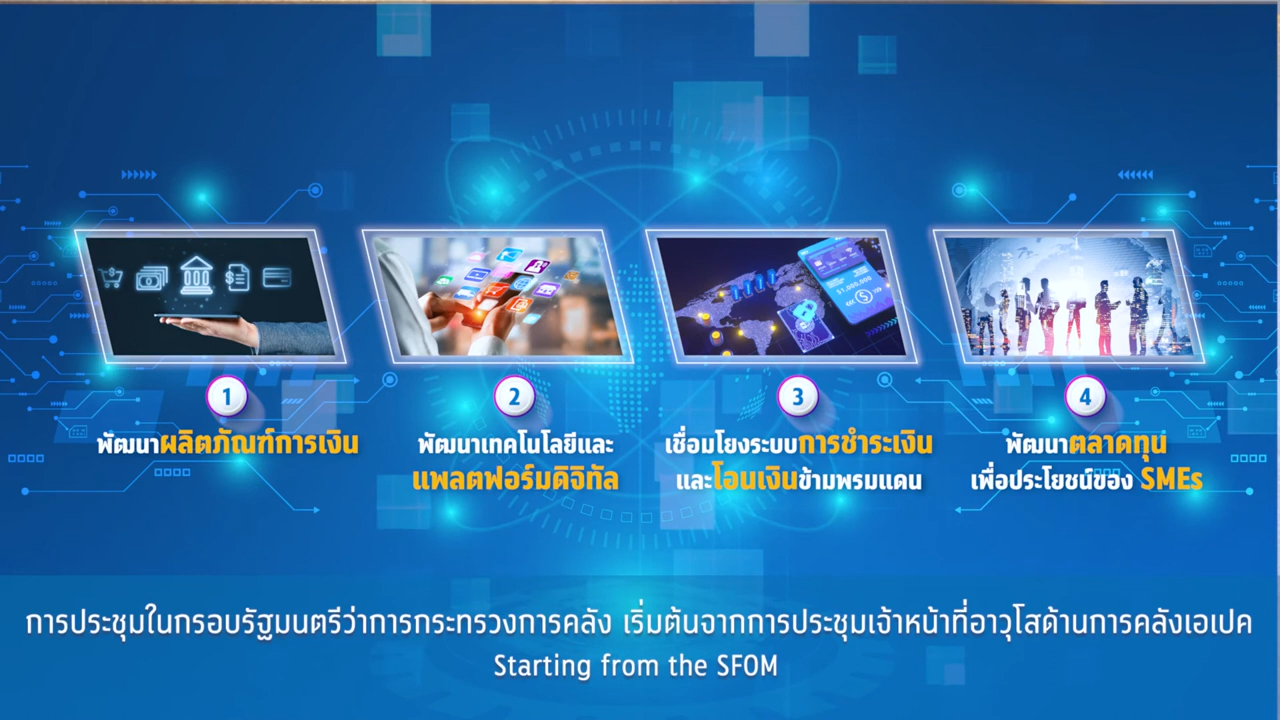 1
พัฒนาผลิตภัณฑ์การเงิน
2
พัฒนาเทคโนโลยีและ
แพลตฟอร์มดิจิทัล
3
เชื่อมโยงระบบการชำระเงิน
และโอนเงินข้ามพรมแดน
4
พัฒนาตลาดทุน
เพื่อประโยชน์ของ SMEs
การประชุมในกรอบรัฐมนตรีว่าการกระทรวงการคลัง เริ่มต้นจากการประชุมเจ้าหน้าที่อาวุโสด้านการคลังเอเปค
Starting from the SFOM